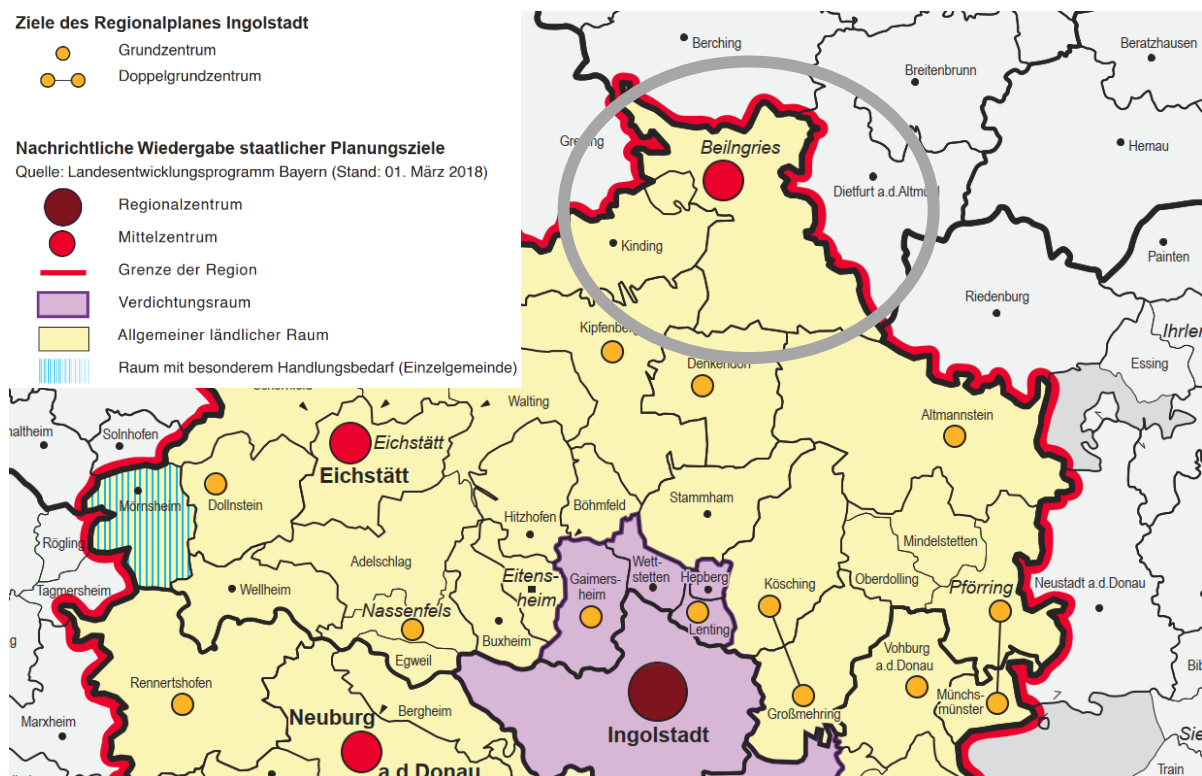 Ziele des Regionalplanes Ingolstadt
Grundzentrum
Doppelgrundzentrum
Nachrichtliche Wiedergabe staatlicher Planungsziele
Quelle: Landesentwicklungsprogramm Bayern (Stand: 01. März 2018)
Regionalzentrum
Mittelzentrum
Grenze der Region
Verdichtungsraum
Allgemeiner ländlicher Raum
Raum mit besonderem Handlungsbedarf (Einzelgemeinde)
Berching
Beratzhausen
Breitenbrunn
Greding
Beilngries
Hemau
Dietfurt a.d.Altmühl
Kinding
Painten
Riedenburg
Kipfenberg
Ihrler
Essing
Denkendorf
Walting
Altmannstein
Solnhofen
Eichstätt
Eichstätt
Mörnsheim
Dollnstein
Stammham
Böhmfeld
Hitzhofen
Rögling
Mindelstetten
Adelschlag
Wett-
stetten
Hepberg
Gaimers-
heim
Eitens-
heim
Kösching
Oberdolling
Pförring
Neustadt a.d.Donau
Tagmersheim
Wellheim
Nassenfels
Buxheim
Lenting
Egweil
Vohburg
a.d.Donau
Rennertshofen
Münchs-
münster
Bergheim
Großmehring
Marxheim
Neuburg
a.d.Donau
Ingolstadt
Train